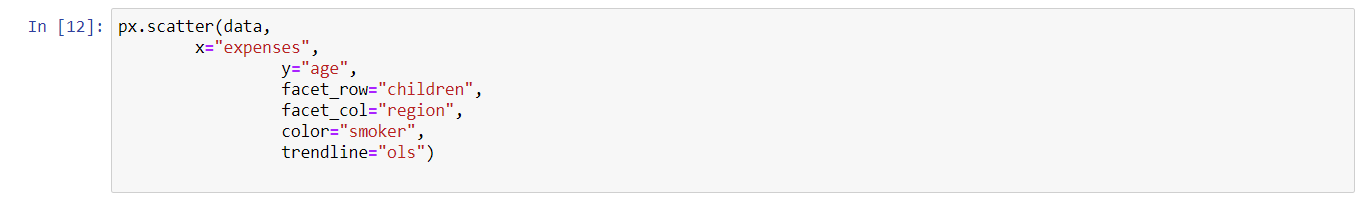 In [12]: px.scatter(data,
x="expenses",
y="age",
facet_row="children",
facet_col="region",
color="smoker",
trendline="ols")